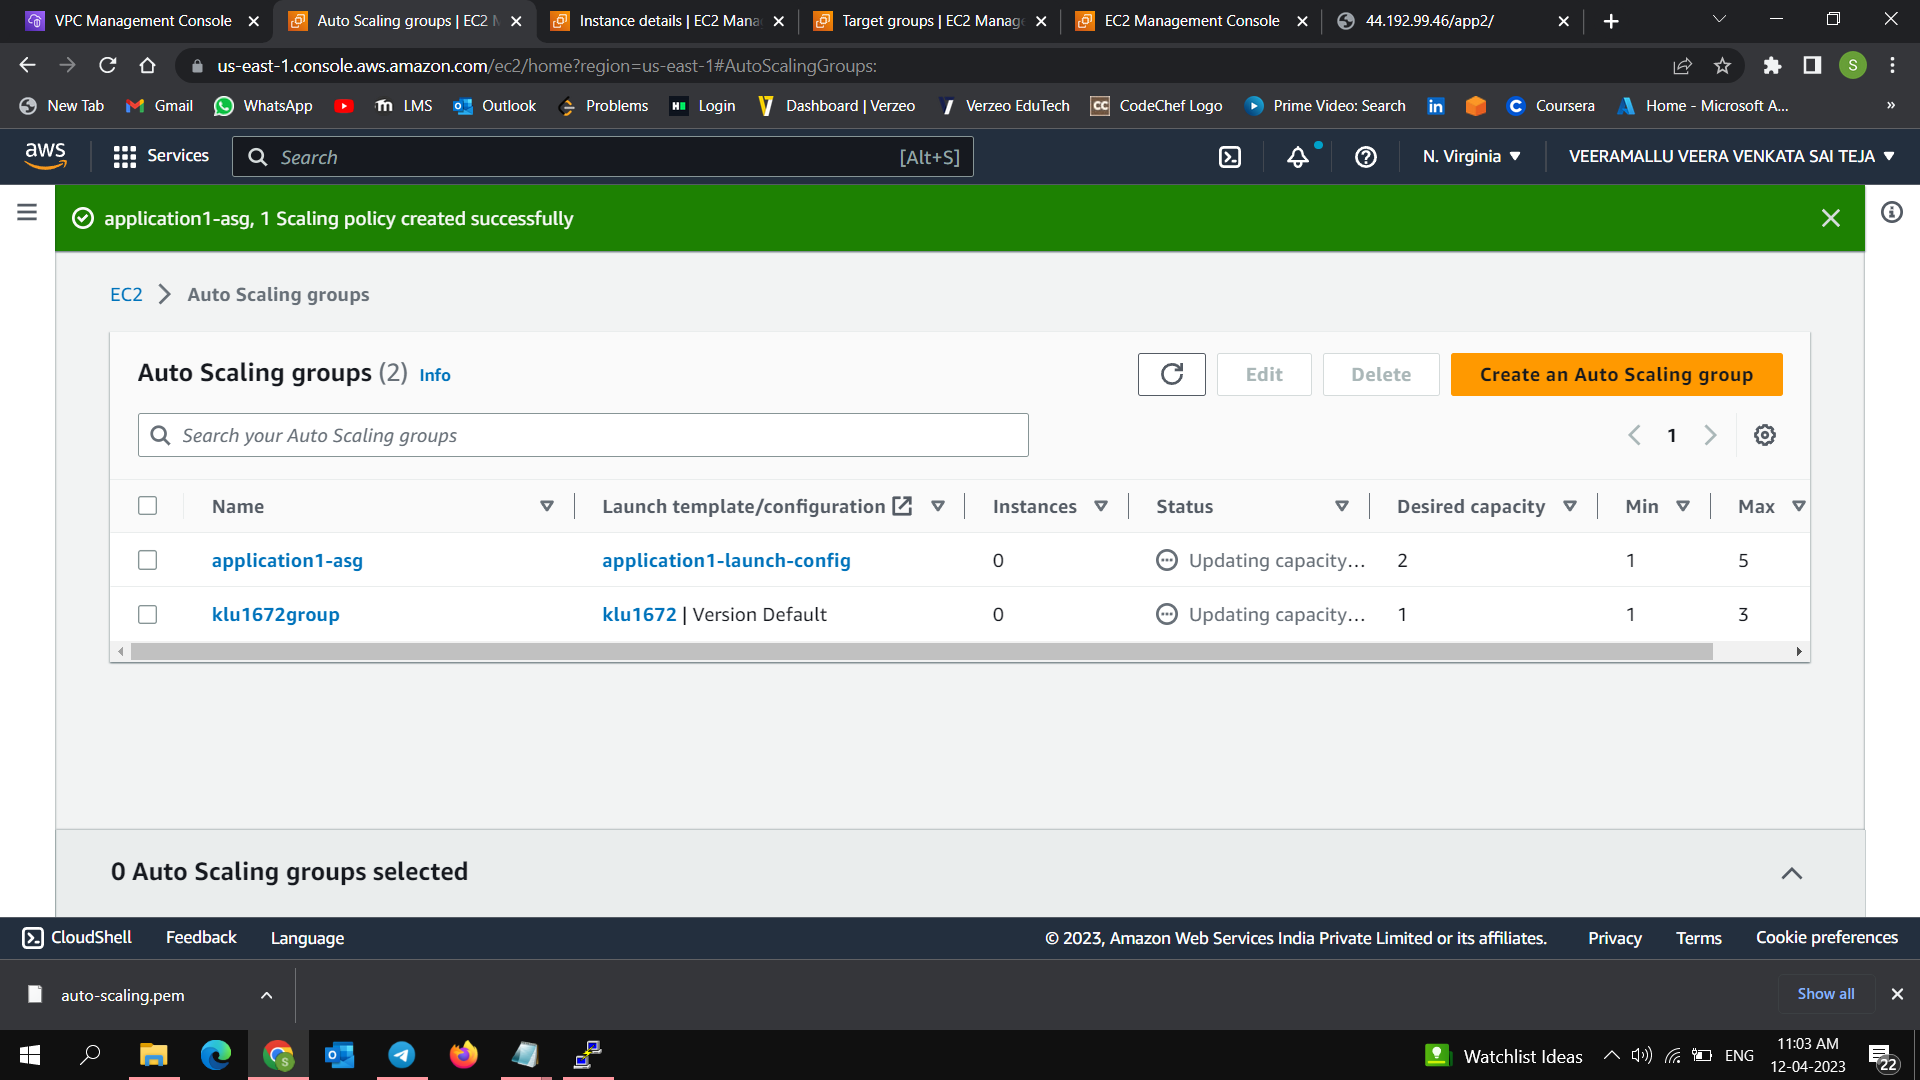 VPC Management Console
Auto Scaling groups | EC2 M
Instance details | EC2 Mana
Target groups | EC2 Manage
EC2 Management Console
44.192.99.46/app2/
us-east-1.console.aws.amazon.com/ec2/home?region=us-east-1#AutoScalingGroups:
S
New Tab
Gmail
WhatsApp
LMS
Outlook
Problems
Login
Dashboard | Verzeo
Verzeo EduTech
CodeChef Logo
Prime Video: Search
Coursera
Home - Microsoft A...
»
aws
Services
Search
[Alt+S]
N. Virginia
VEERAMALLU VEERA VENKATA SAI TEJA
application1-asg, 1 Scaling policy created successfully
EC2 > Auto Scaling groups
Auto Scaling groups (2) Info
Edit
Delete
Create an Auto Scaling group
Search your Auto Scaling groups
1
Name Launch template/configuration Instances Status Desired capacity Min Max
application1-asg application1-launch-config 0 Updating capacity... 2 1 5
klu1672group klu1672 | Version Default 0 Updating capacity... 1 1 3
0 Auto Scaling groups selected
CloudShell Feedback Language © 2023, Amazon Web Services India Private Limited or its affiliates. Privacy Terms Cookie preferences
auto-scaling.pem
Show all
Watchlist Ideas
ENG
11:03 AM
12-04-2023
22